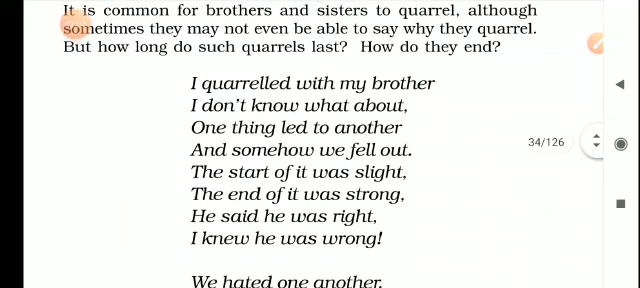 It is common for brothers and sisters to quarrel, although
sometimes they may not even be able to say why they quarrel.
But how long do such quarrels last? How do they end?
I quarrelled with my brother
I don't know what about,
One thing led to another
And somehow we fell out.
34/126
The start of it was slight,
The end of it was strong,
He said he was right,
I knew he was wrong!
We hated one another.